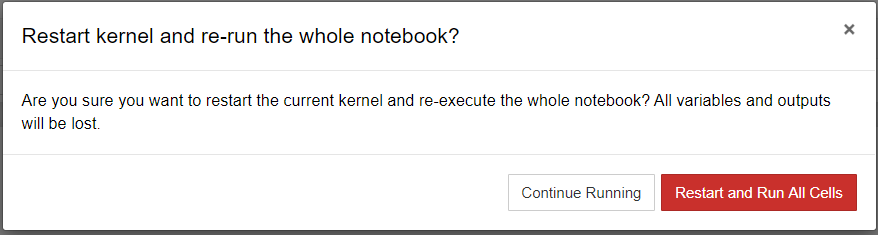 Restart kernel and re-run the whole notebook?
×
Are you sure you want to restart the current kernel and re-execute the whole notebook? All variables and outputs
will be lost.
Continue Running
Restart and Run All Cells